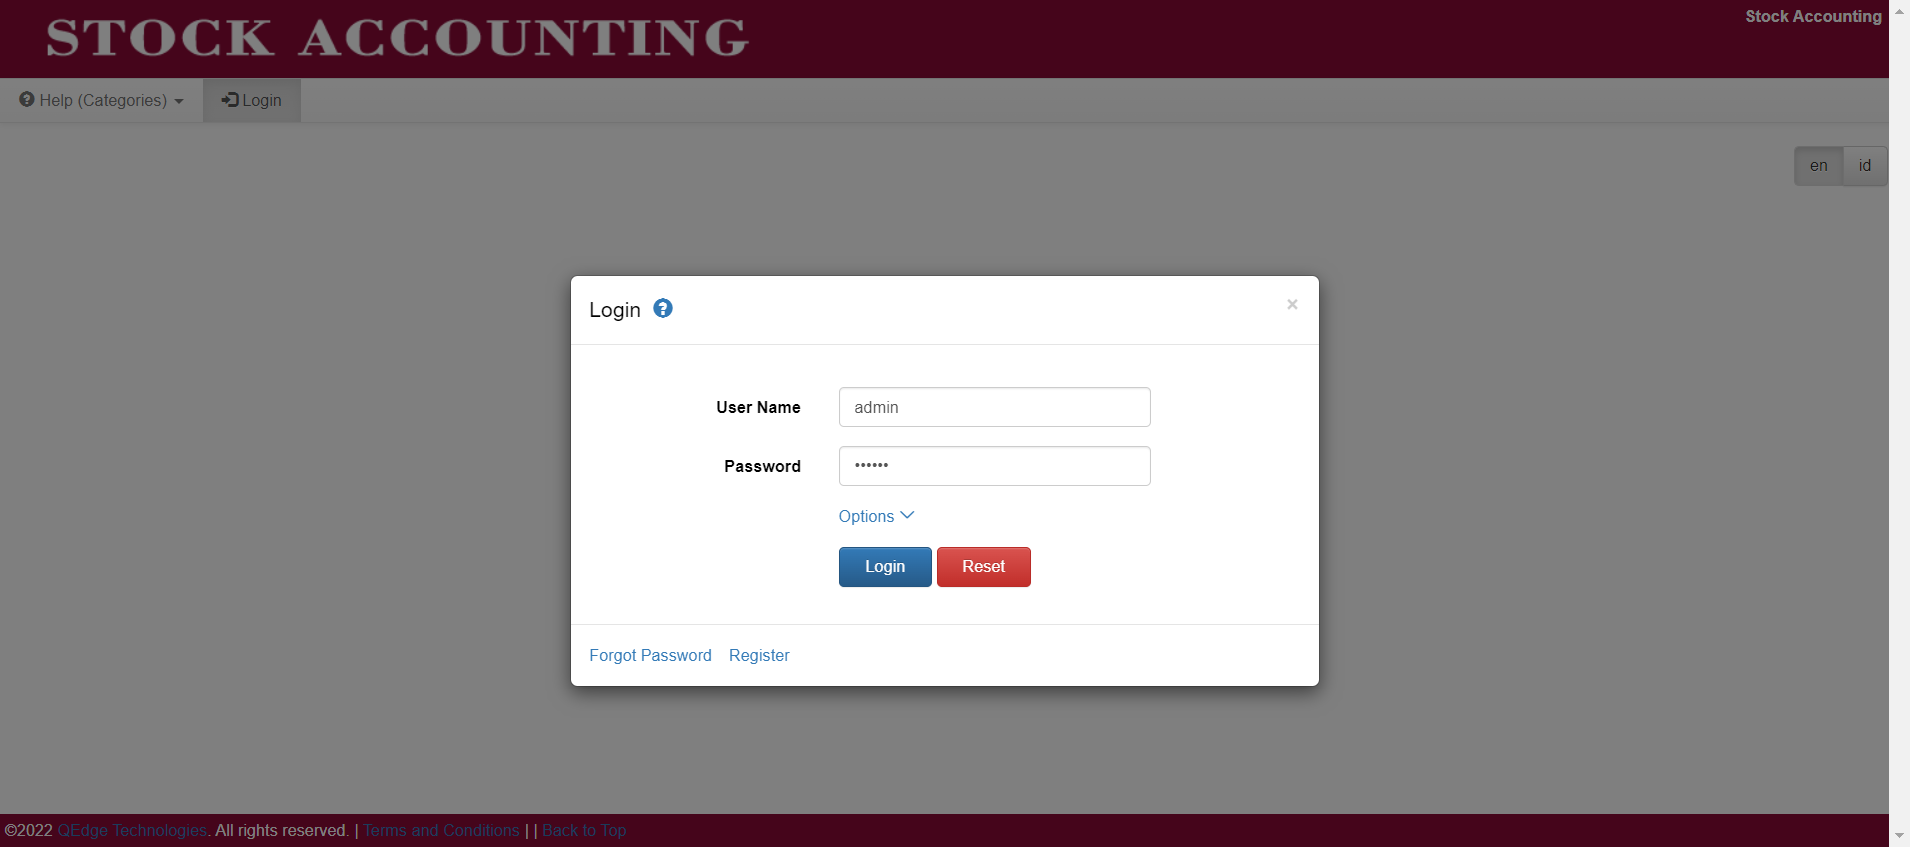 STOCK ACCOUNTING
Stock Accounting
Help (Categories)
Login
en
id
Login
×
User Name
admin
Password
••••••
Options
Login
Reset
Forgot Password
Register
©2022 QEdge Technologies. All rights reserved. | Terms and Conditions | | Back to Top